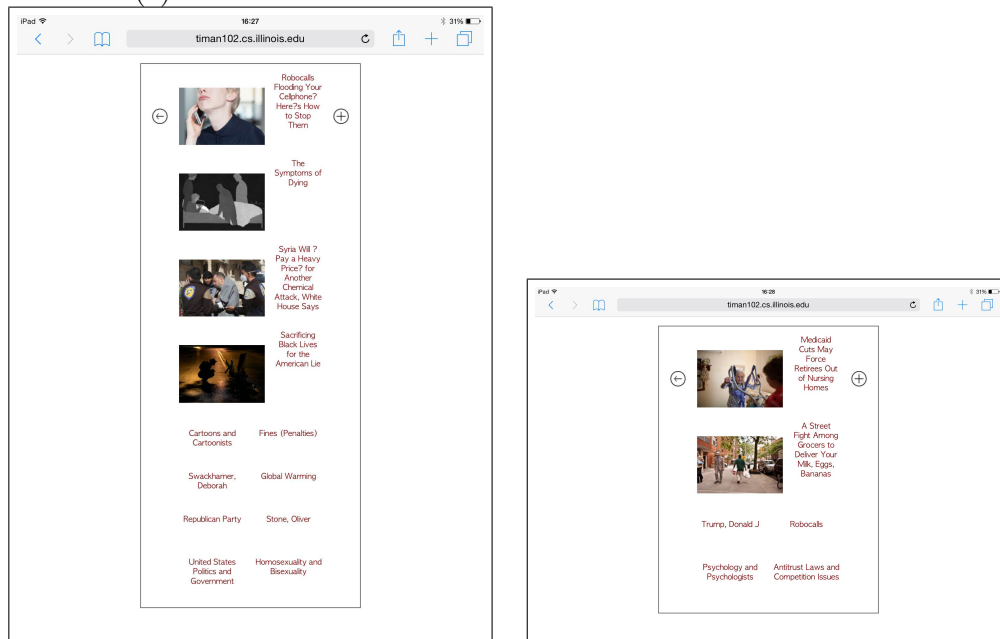 iPad 16:27 31%
timan102.cs.illinois.edu
Robocalls
Flooding Your
Cellphone?
Here?s How
to Stop
Them
The
Symptoms of
Dying
Syria Will ?
Pay a Heavy
Price? for
Another
Chemical
Attack, White
House Says
Sacrificing
Black Lives
for the
American Lie
Cartoons and
Cartoonists
Fines (Penalties)
Swackhamer,
Deborah
Global Warming
Republican Party
Stone, Oliver
United States
Politics and
Government
Homosexuality and
Bisexuality
iPad 16:28 31%
timan102.cs.illinois.edu
Medicaid
Cuts May
Force
Retirees Out
of Nursing
Homes
A Street
Fight Among
Grocers to
Deliver Your
Milk, Eggs,
Bananas
Trump, Donald J
Robocalls
Psychology and
Psychologists
Antitrust Laws and
Competition Issues